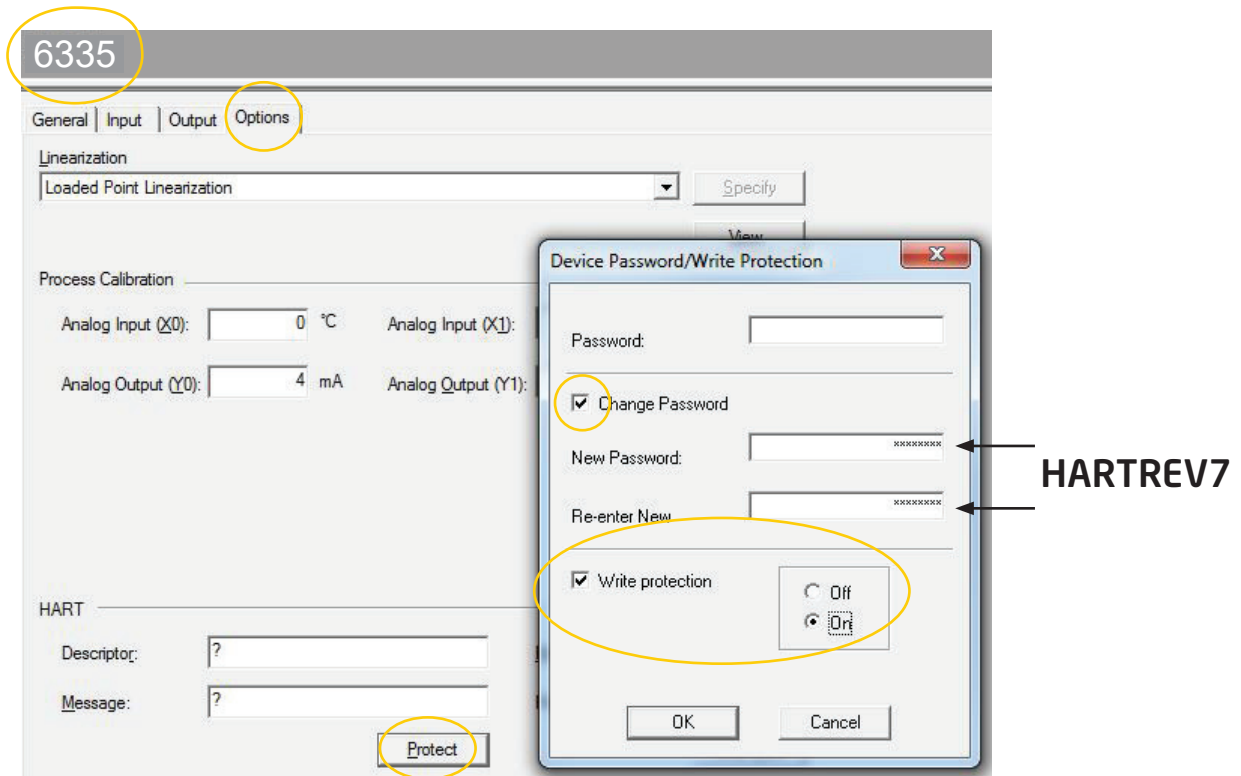 6335
General Input Output Options
Linearization
Loaded Point Linearization
Specify
View
Process Calibration
Analog Input (X0): 0 °C Analog Input (X1):
Analog Output (Y0): 4 mA Analog Output (Y1):
HART
Descriptor: ?
Message: ?
Protect
Device Password/Write Protection
Password:
Change Password
New Password: ********
Re-enter New ********
Write protection
Off
On
OK Cancel
HARTREV7